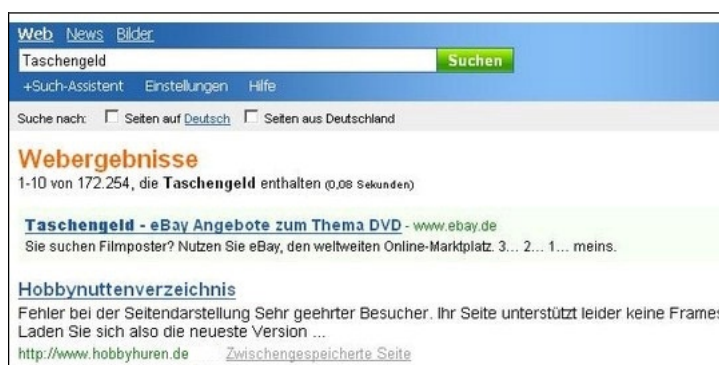 Web News Bilder
Taschengeld Suchen
+Such-Assistent Einstellungen Hilfe
Suche nach: Seiten auf Deutsch Seiten aus Deutschland
Webergebnisse
1-10 von 172.254, die Taschengeld enthalten (0,08 Sekunden)
Taschengeld - eBay Angebote zum Thema DVD - www.ebay.de
Sie suchen Filmposter? Nutzen Sie eBay, den weltweiten Online-Marktplatz. 3... 2... 1... meins.
Hobbynuttenverzeichnis
Fehler bei der Seitendarstellung Sehr geehrter Besucher. Ihr Seite unterstützt leider keine Frames
Laden Sie sich also die neueste Version ...
http://www.hobbyhuren.de Zwischengespeicherte Seite